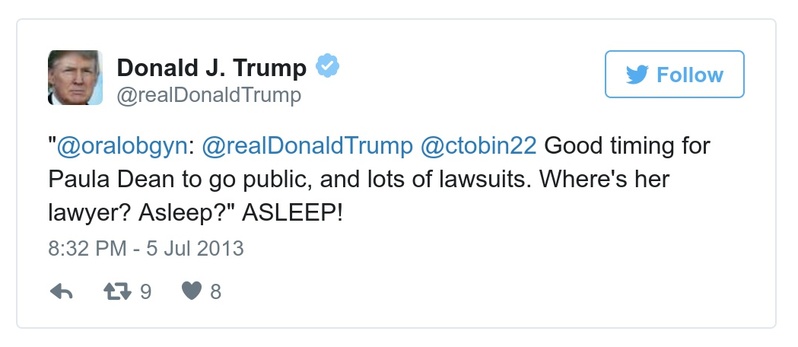 Donald J. Trump
@realDonaldTrump
Follow
"@oralobgyn: @realDonaldTrump @ctobin22 Good timing for
Paula Dean to go public, and lots of lawsuits. Where's her
lawyer? Asleep?" ASLEEP!
8:32 PM - 5 Jul 2013
9
8